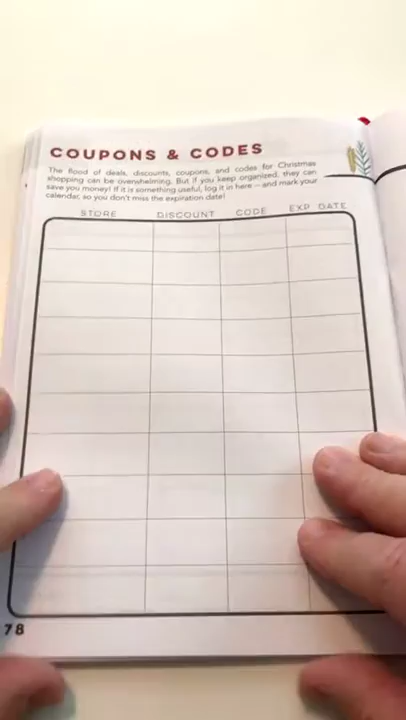 COUPONS & CODES
The flood of deals, discounts, coupons, and codes for Christmas
shopping can be overwhelming. But if you keep organized, they can
save you money! If it is something useful, log it in here — and mark your
calendar, so you don't miss the expiration date!
STORE DISCOUNT CODE EXP DATE
78